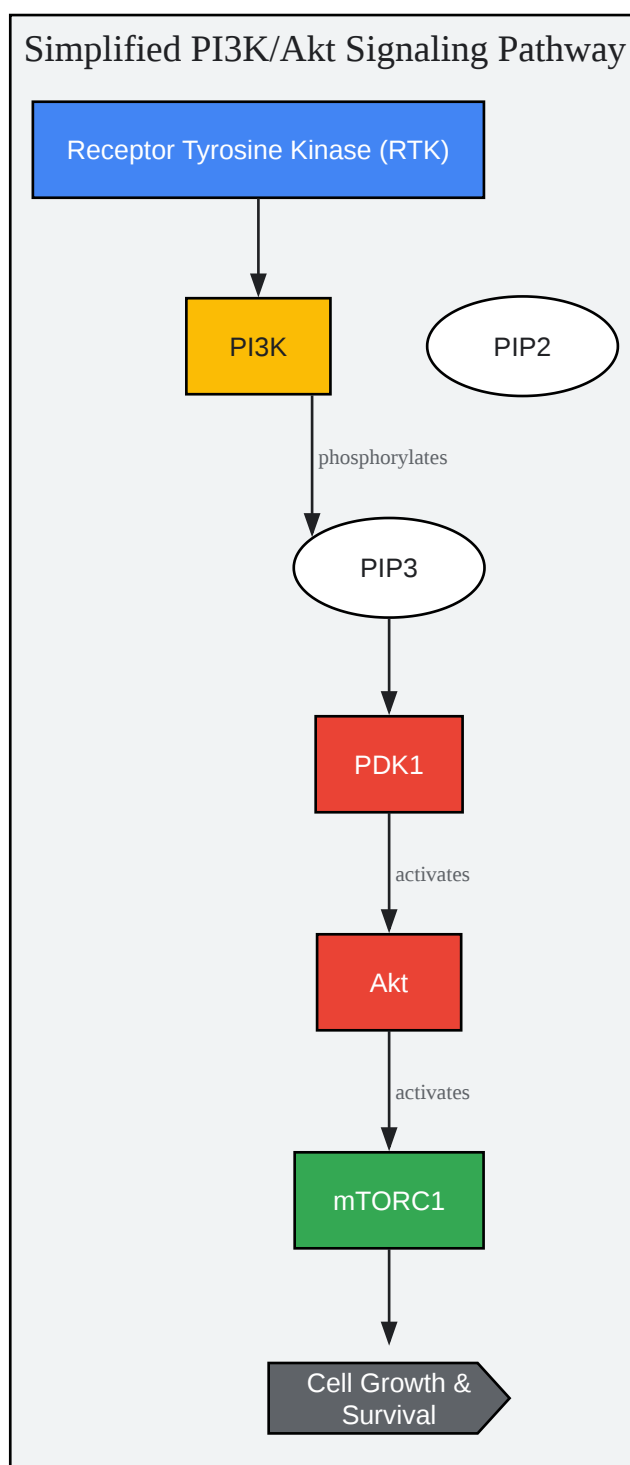 Simplified PI3K/Akt Signaling Pathway
Receptor Tyrosine Kinase (RTK)
PI3K
PIP2
phosphorylates
PIP3
PDK1
activates
Akt
activates
mTORC1
Cell Growth &
Survival